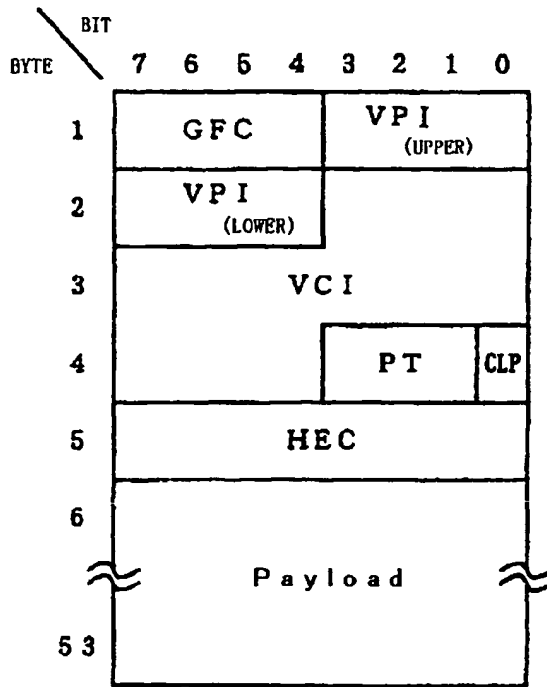 BIT
BYTE 7 6 5 4 3 2 1 0
1 GFC VPI
(UPPER)
2 VPI
(LOWER)
3 VCI
4 PT CLP
5 HEC
6
Payload
53